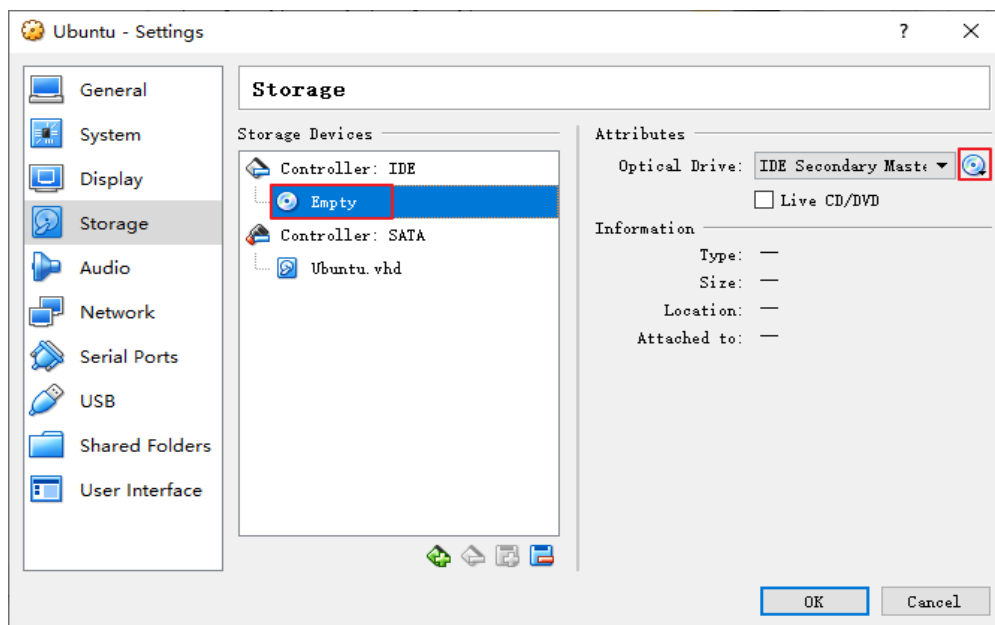 Ubuntu - Settings
?
General
System
Display
Storage
Audio
Network
Serial Ports
USB
Shared Folders
User Interface
Storage
Storage Devices
Controller: IDE
Empty
Controller: SATA
Ubuntu.vhd
Attributes
Optical Drive: IDE Secondary Maste
Live CD/DVD
Information
Type: —
Size: —
Location: —
Attached to: —
OK
Cancel